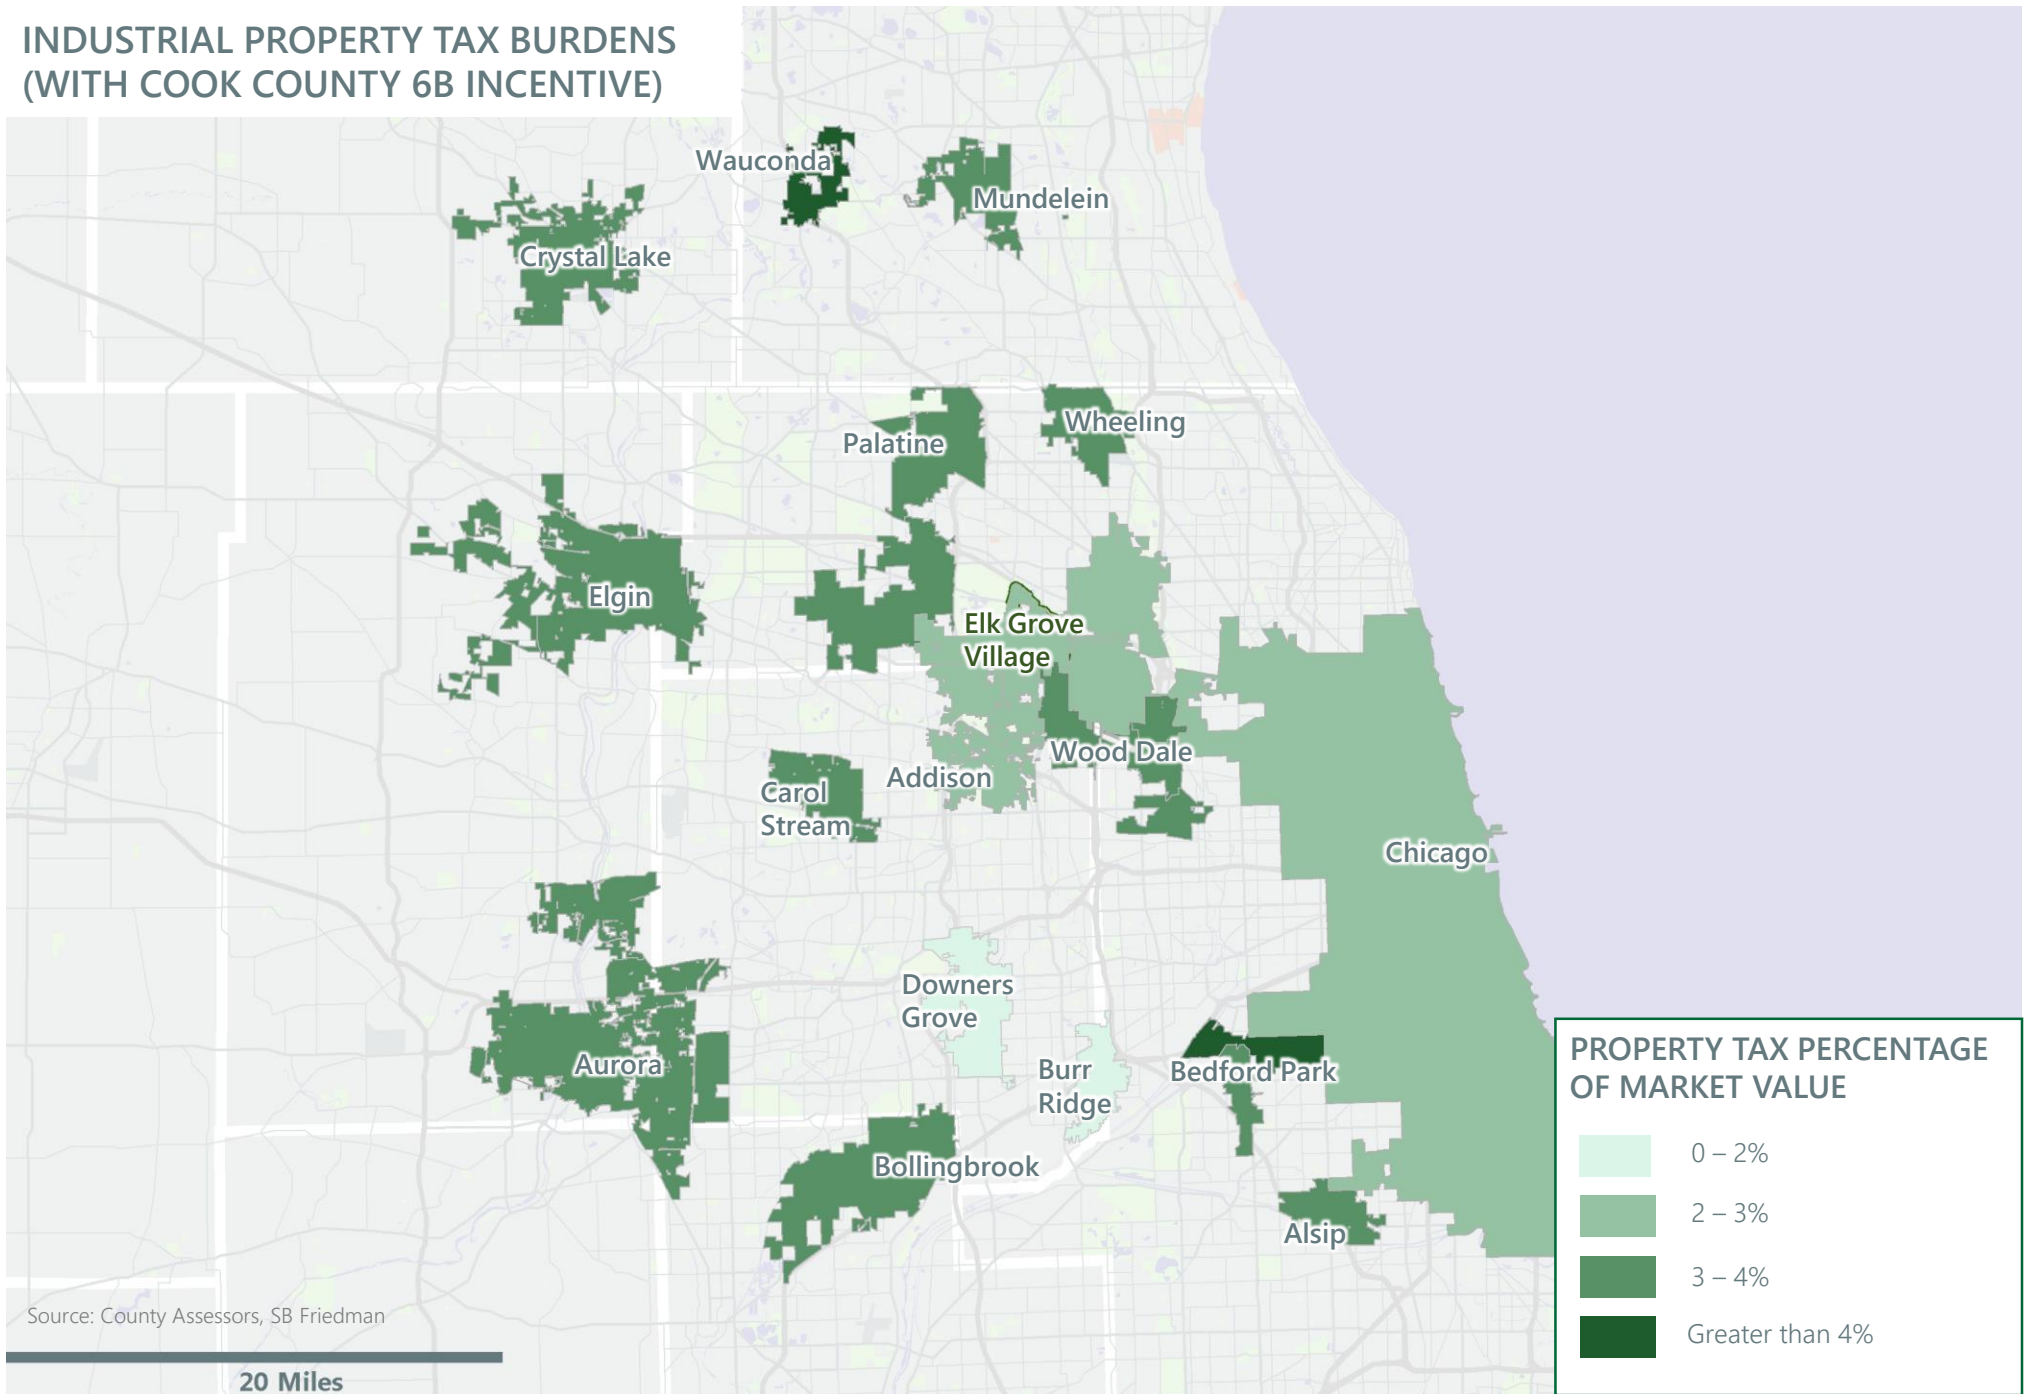 INDUSTRIAL PROPERTY TAX BURDENS
(WITH COOK COUNTY 6B INCENTIVE)
Wauconda
Mundelein
Crystal Lake
Wheeling
Palatine
Elgin
Elk Grove
Village
Wood Dale
Addison
Carol
Stream
Chicago
Downers
Grove
Burr
Ridge
Aurora
Bedford Park
Bollingbrook
Alsip
PROPERTY TAX PERCENTAGE
OF MARKET VALUE
0 – 2%
2 – 3%
3 – 4%
Greater than 4%
Source: County Assessors, SB Friedman
20 Miles